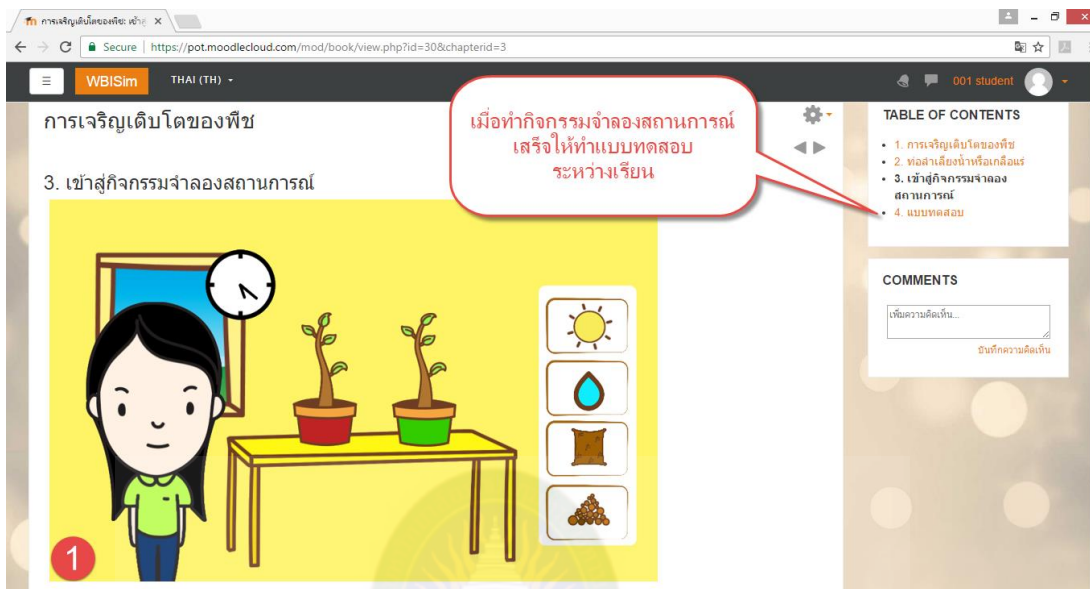 การเจริญเติบโตของพืช: เข้าสู่
Secure | https://pot.moodlecloud.com/mod/book/view.php?id=30&chapterid=3
WBISim THAI (TH)
001 student
การเจริญเติบโตของพืช
3. เข้าสู่กิจกรรมจำลองสถานการณ์
เมื่อทำกิจกรรมจำลองสถานการณ์
เสร็จให้ทำแบบทดสอบ
ระหว่างเรียน
1
TABLE OF CONTENTS
1. การเจริญเติบโตของพืช
2. ท่อลำเลียงน้ำหรือเกลือแร่
3. เข้าสู่กิจกรรมจำลอง
สถานการณ์
4. แบบทดสอบ
COMMENTS
เพิ่มความคิดเห็น...
บันทึกความคิดเห็น